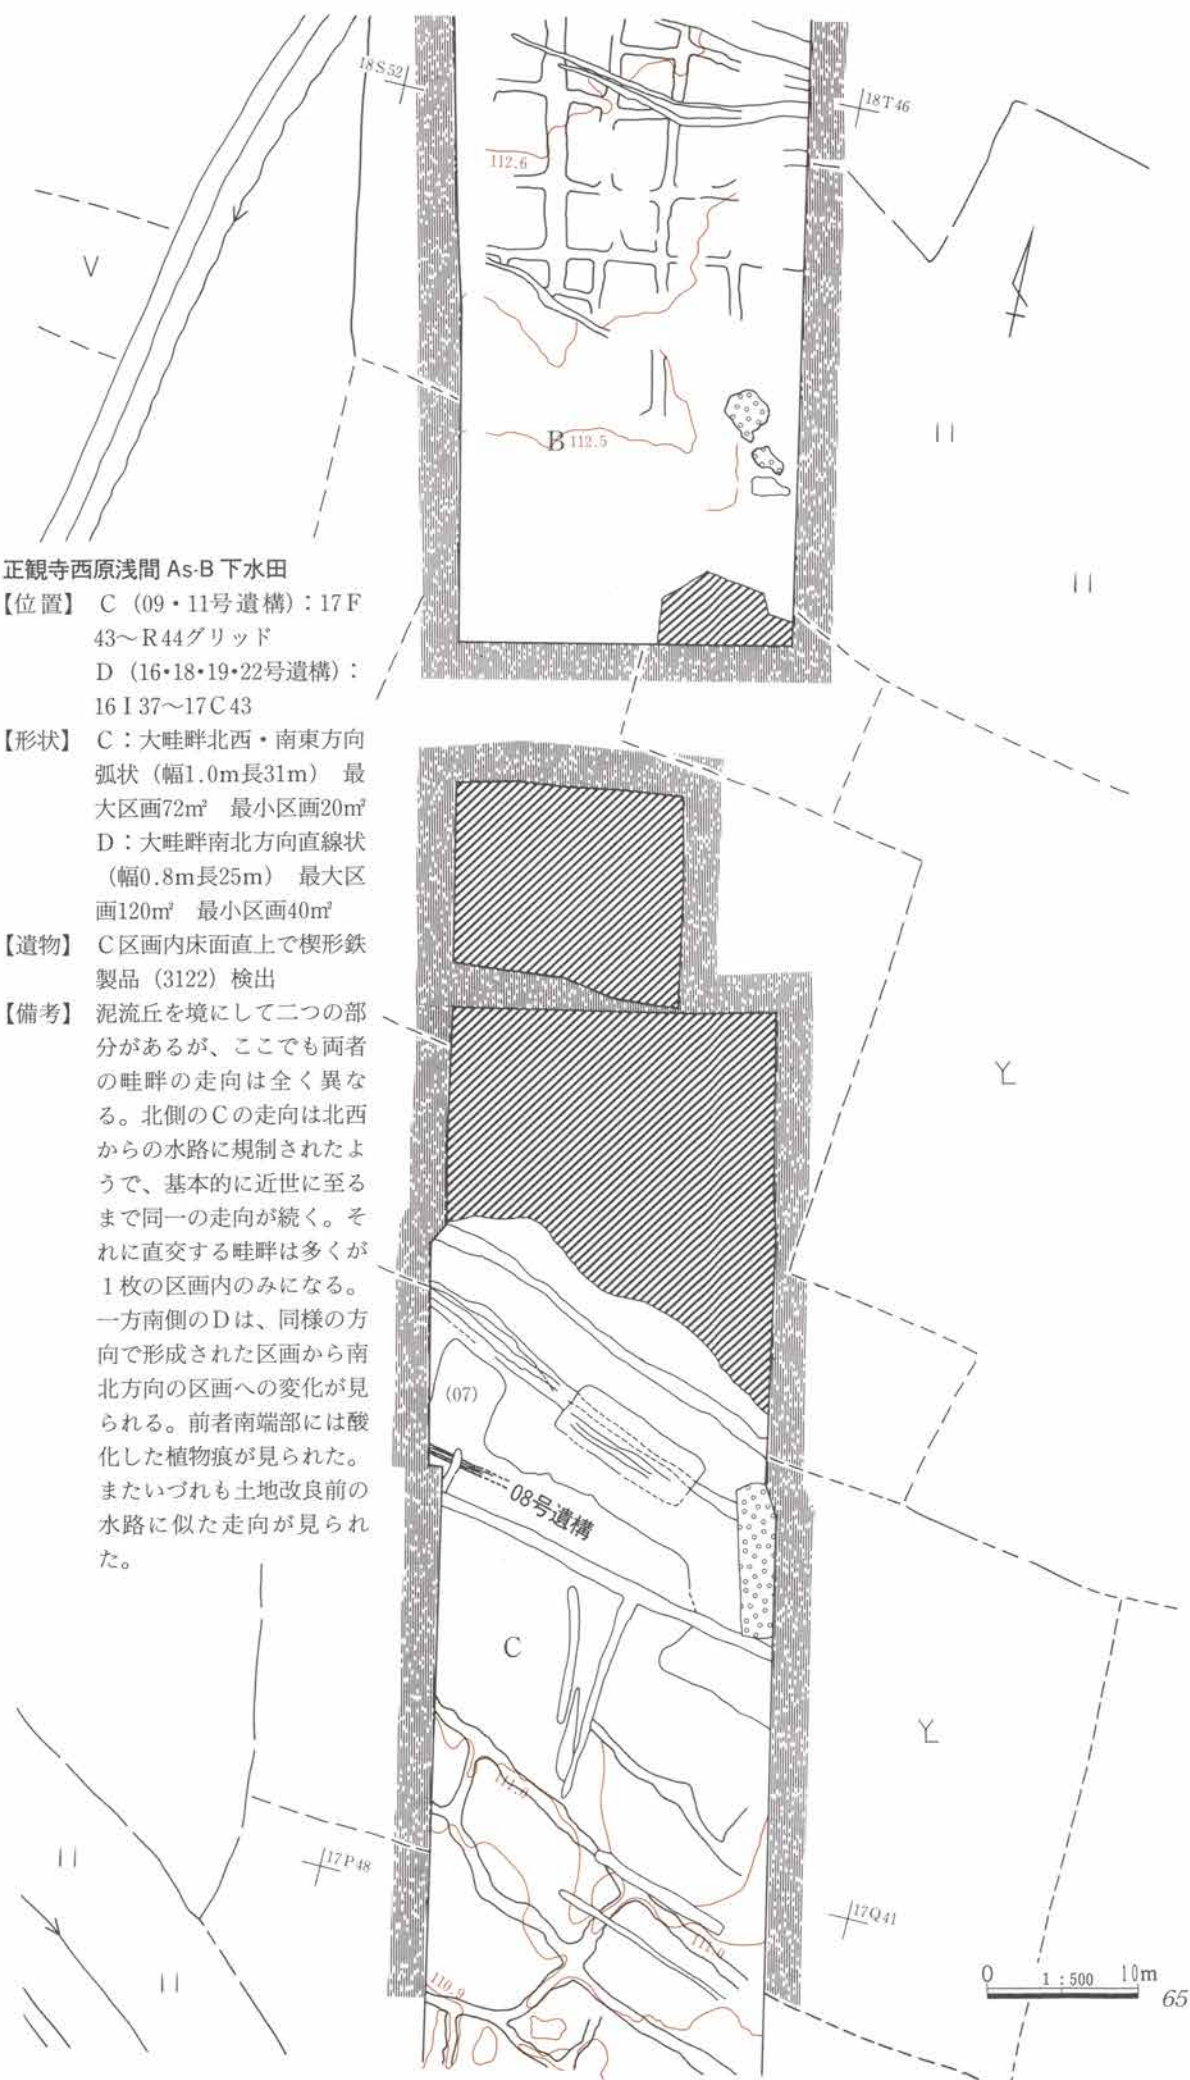 18S52
18T46
112.6
B 112.5
正観寺西原浅間 As-B 下水田
【位置】 C (09・11号遺構)：17F
43〜R44グリッド
D (16・18・19・22号遺構)：
16I37〜17C43
【形状】 C：大畦畔北西・南東方向
弧状（幅1.0m長31m） 最
大区画72㎡ 最小区画20㎡
D：大畦畔南北方向直線状
（幅0.8m長25m） 最大区
画120㎡ 最小区画40㎡
【遺物】 C区画内床面直上で楔形鉄
製品（3122）検出
【備考】 泥流丘を境にして二つの部
分があるが、ここでも両者
の畦畔の走向は全く異な
る。北側のCの走向は北西
からの水路に規制されたよ
うで、基本的に近世に至る
まで同一の走向が続く。そ
れに直交する畦畔は多くが
1枚の区画内のみになる。
一方南側のDは、同様の方
向で形成された区画から南
北方向の区画への変化が見
られる。前者南端部には酸
化した植物痕が見られた。
またいづれも土地改良前の
水路に似た走向が見られ
た。
(07)
08号遺構
C
111.0
17P48
17Q41
111.0
110.9
0 1:500 10m
65